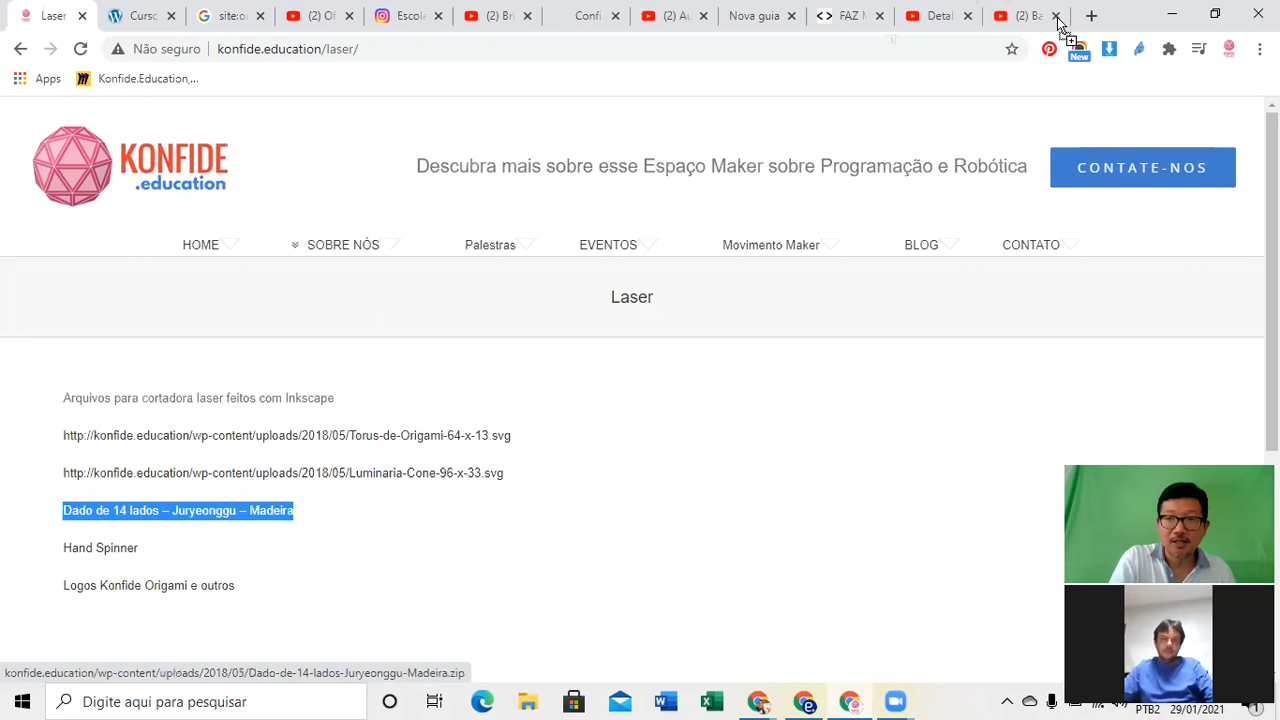 Laser
Curso
site:o
(2) Of
Escola
(2) Br
Confi
(2) Au
Nova guia
FAZ M
Detal
(2) Ba
Não seguro
konfide.education/laser/
New
Apps
Konfide.Education,...
KONFIDE
.education
Descubra mais sobre esse Espaço Maker sobre Programação e Robótica
CONTATE-NOS
HOME
SOBRE NÓS
Palestras
EVENTOS
Movimento Maker
BLOG
CONTATO
Laser
Arquivos para cortadora laser feitos com Inkscape
http://konfide.education/wp-content/uploads/2018/05/Torus-de-Origami-64-x-13.svg
http://konfide.education/wp-content/uploads/2018/05/Luminaria-Cone-96-x-33.svg
Dado de 14 lados – Juryeonggu – Madeira
Hand Spinner
Logos Konfide Origami e outros
konfide.education/wp-content/uploads/2018/05/Dado-de-14-lados-Juryeonggu-Madeira.zip
Digite aqui para pesquisar
PTB2
29/01/2021